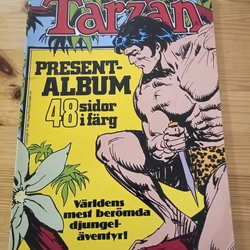 Tarzan
PRESENT-
ALBUM
48 sidor
i färg
Världens
mest berömda
djungel-
äventyr!